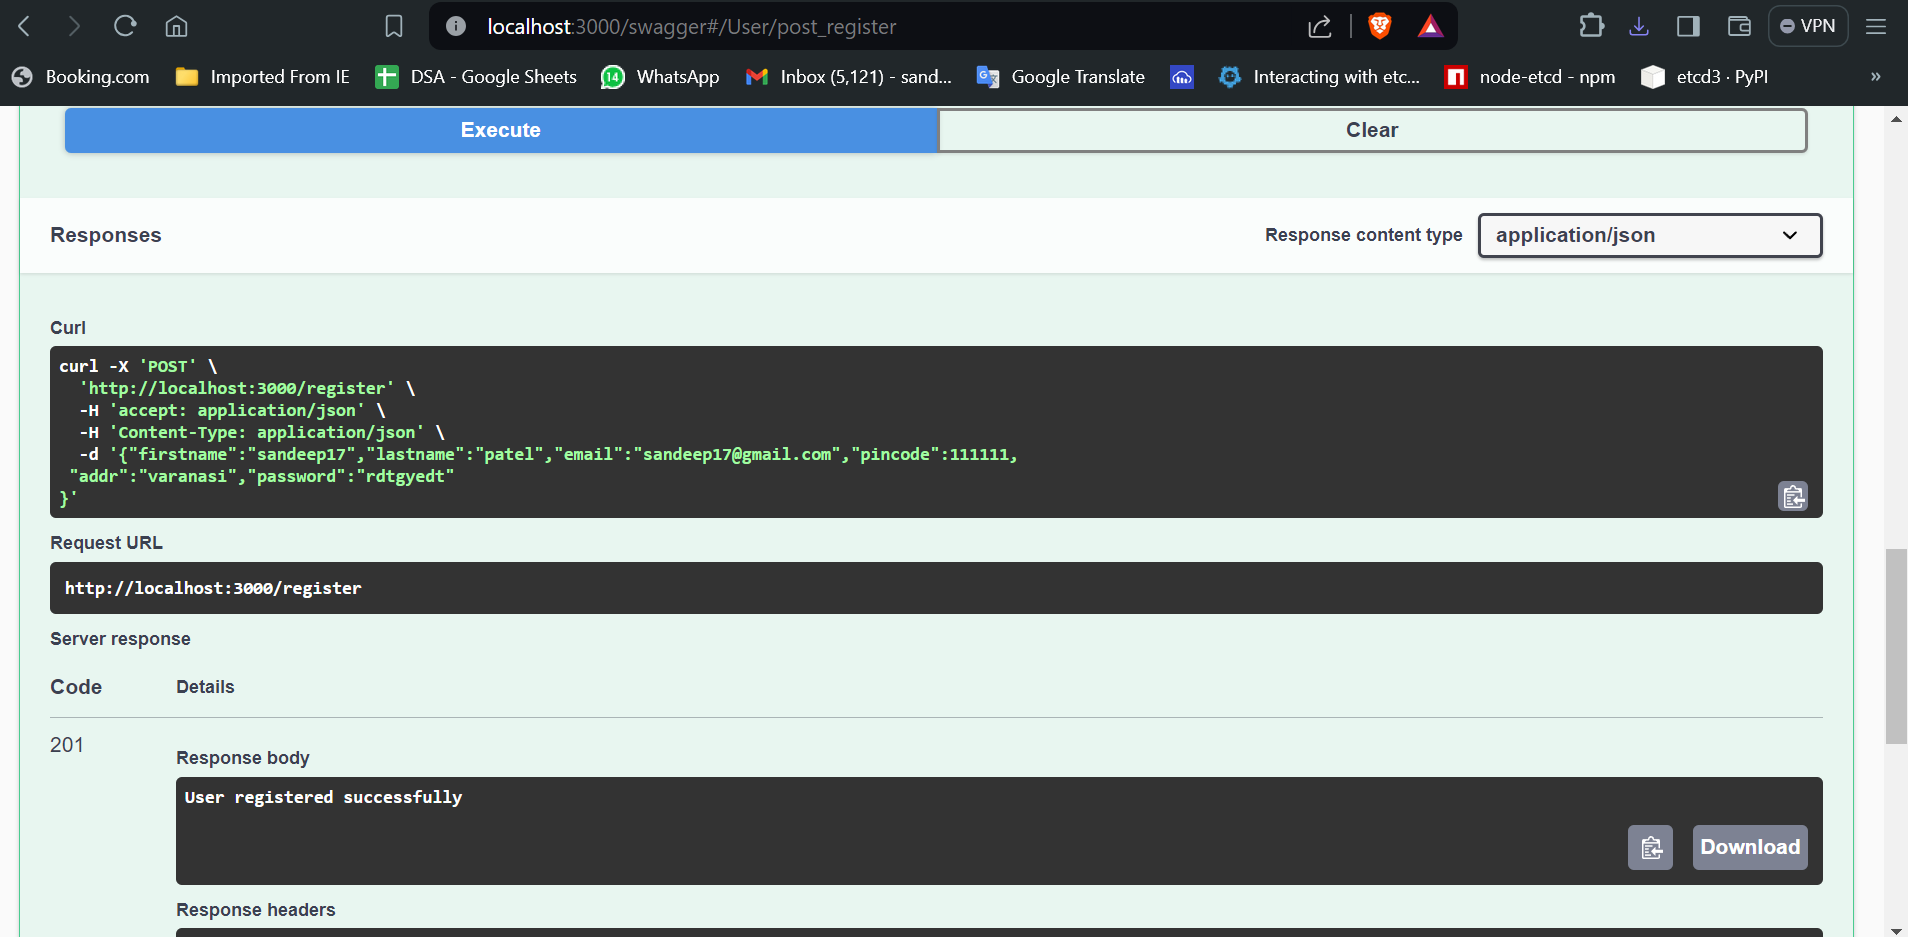 localhost:3000/swagger#/User/post_register
VPN
Booking.com
Imported From IE
DSA - Google Sheets
14
WhatsApp
Inbox (5,121) - sand...
Google Translate
Interacting with etc...
node-etcd - npm
etcd3 · PyPI
»
Execute
Clear
Responses
Response content type
application/json
Curl
curl -X 'POST' \
'http://localhost:3000/register' \
-H 'accept: application/json' \
-H 'Content-Type: application/json' \
-d '{"firstname":"sandeep17","lastname":"patel","email":"sandeep17@gmail.com","pincode":111111,
"addr":"varanasi","password":"rdtgyedt"
}'
Request URL
http://localhost:3000/register
Server response
Code
Details
201
Response body
User registered successfully
Download
Response headers